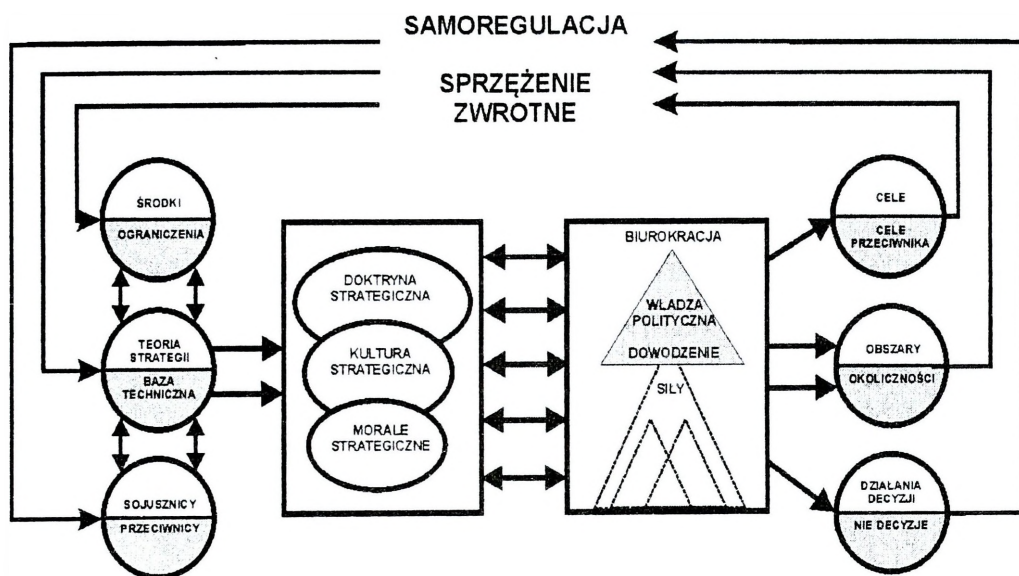 SAMOREGULACJA
SPRZĘŻENIE
ZWROTNE
ŚRODKI
OGRANICZENIA
TEORIA
STRATEGII
BAZA
TECHNICZNA
SOJUSZNICY
PRZECIWNICY
DOKTRYNA
STRATEGICZNA
KULTURA
STRATEGICZNA
MORALE
STRATEGICZNE
BIUROKRACJA
WŁADZA
POLITYCZNA
DOWODZENIE
SIŁY
CELE
CELE
PRZECIWNIKA
OBSZARY
OKOLICZNOŚCI
DZIAŁANIA
DECYZJI
NIE DECYZJE